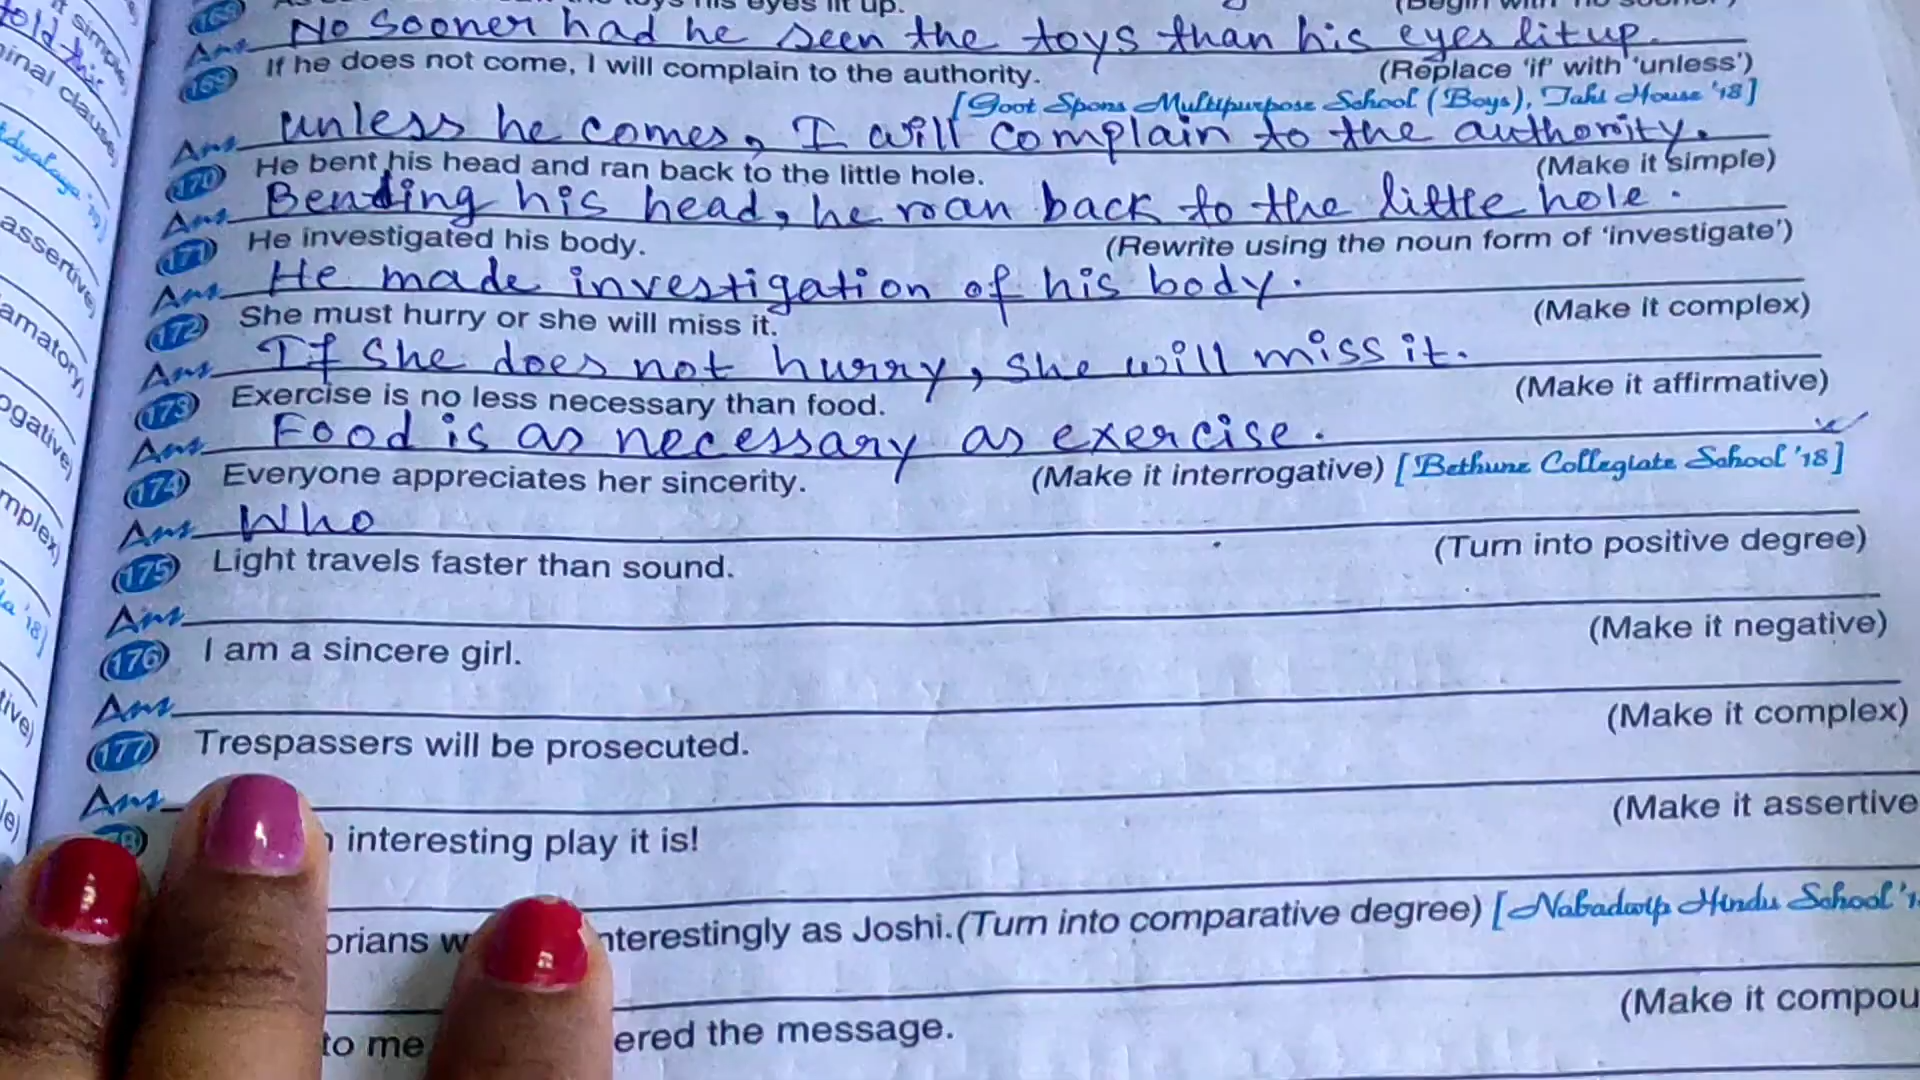 his eyes lit up.
168
Ans No sooner had he seen the toys than his eyes lit up.
169 If he does not come, I will complain to the authority. (Replace 'if' with 'unless')
[Goot Spons Multipurpose School (Boys), Taki House '18]
Ans unless he comes, I will complain to the authority.
170 He bent his head and ran back to the little hole. (Make it simple)
Ans Bending his head, he ran back to the little hole.
171 He investigated his body. (Rewrite using the noun form of 'investigate')
Ans He made investigation of his body.
172 She must hurry or she will miss it. (Make it complex)
Ans If she does not hurry, she will miss it.
173 Exercise is no less necessary than food. (Make it affirmative)
Ans Food is as necessary as exercise.
174 Everyone appreciates her sincerity. (Make it interrogative) [Bethune Collegiate School '18]
Ans Who
175 Light travels faster than sound. (Turn into positive degree)
Ans
176 I am a sincere girl. (Make it negative)
Ans
177 Trespassers will be prosecuted. (Make it complex)
Ans
interesting play it is! (Make it assertive
orians w nterestingly as Joshi. (Turn into comparative degree) [Nabadwip Hindu School '1
to me ered the message. (Make it compou